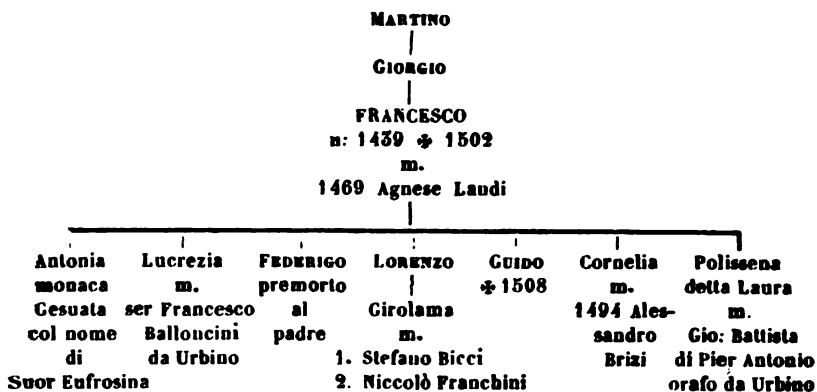 MARTINO
GIORGIO
FRANCESCO
n: 1439 ✠ 1502
m.
1469 Agnese Landi
Antonia Lucrezia FEDERIGO LORENZO GUIDO Cornelia Polissena
monaca m. premorto ✠ 1508 m. detta Laura
Gesuata ser Francesco al Girolama 1494 Ales- m.
col nome Balloncini padre m. sandro Gio: Battista
di da Urbino 1. Stefano Bicci Brizi di Pier Antonio
Suor Eufrosina 2. Niccolò Franchini orafo da Urbino